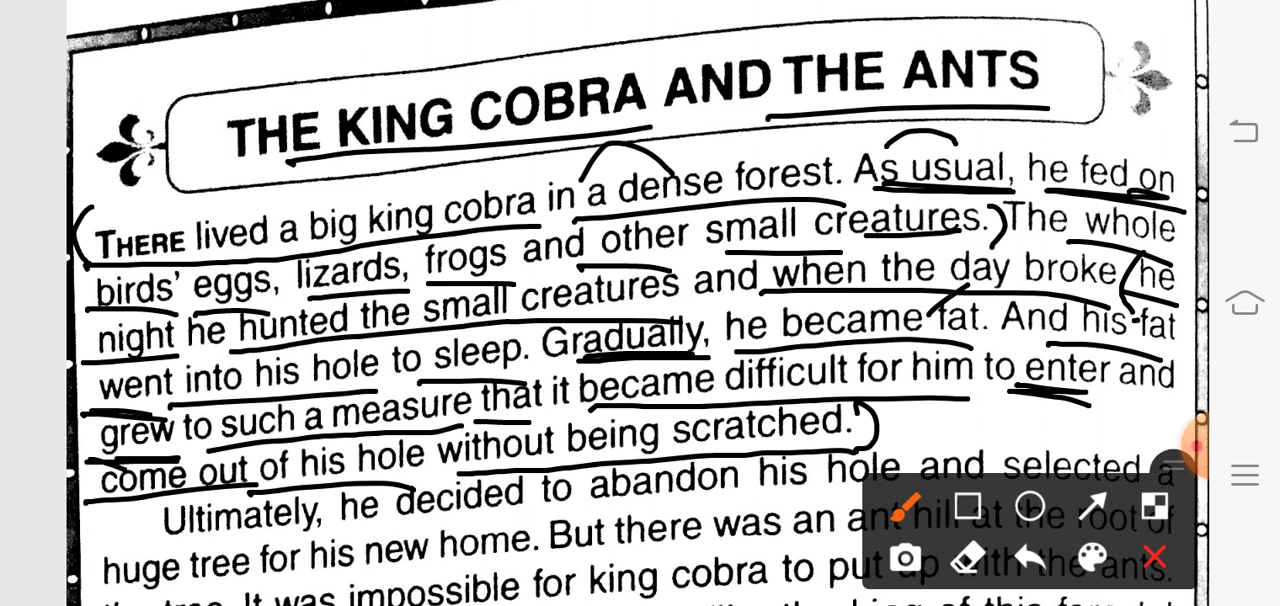 THE KING COBRA AND THE ANTS
THERE lived a big king cobra in a dense forest. As usual, he fed on
birds' eggs, lizards, frogs and other small creatures. The whole
night he hunted the small creatures and when the day broke he
went into his hole to sleep. Gradually, he became fat. And his fat
grew to such a measure that it became difficult for him to enter and
come out of his hole without being scratched.
Ultimately, he decided to abandon his hole and selected a
huge tree for his new home. But there was an ant hill at the root of
the tree. It was impossible for king cobra to put up with the ants.